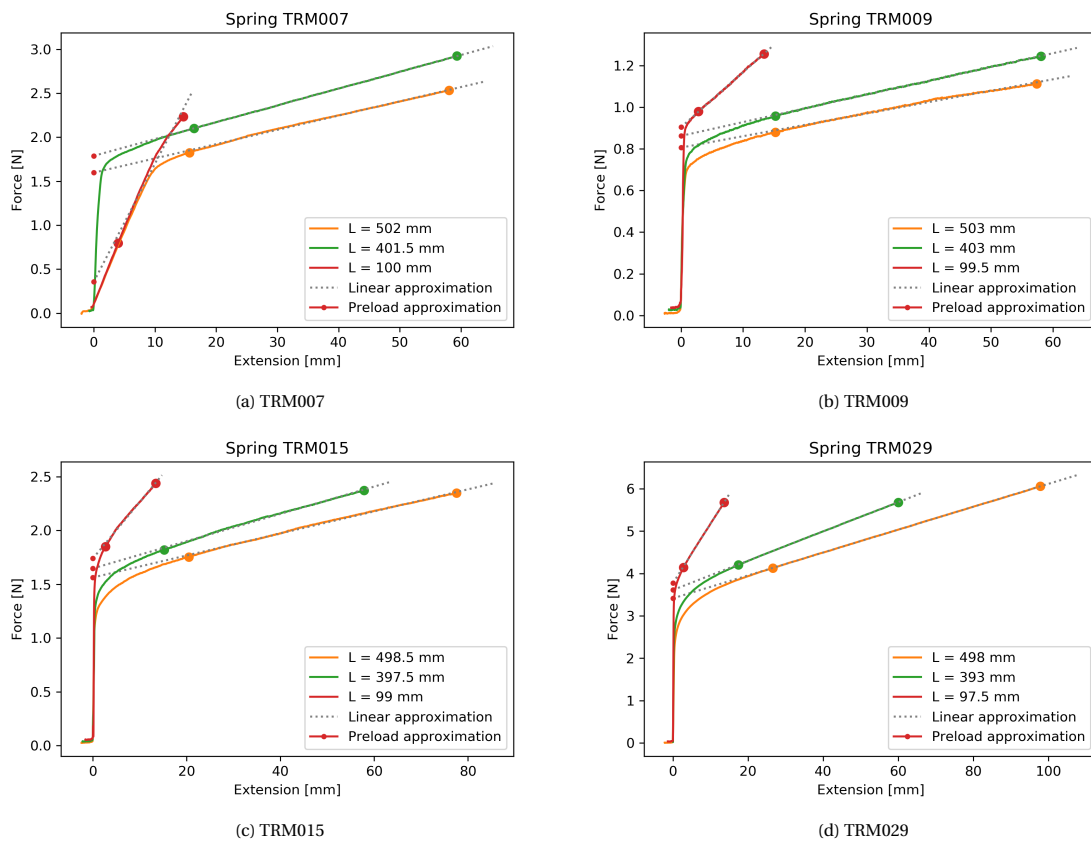 Spring TRM007
3.0
2.5
2.0
1.5
1.0
0.5
0.0
Force [N]
L = 502 mm
L = 401.5 mm
L = 100 mm
Linear approximation
Preload approximation
0 10 20 30 40 50 60
Extension [mm]
(a) TRM007
Spring TRM009
1.2
1.0
0.8
0.6
0.4
0.2
0.0
Force [N]
L = 503 mm
L = 403 mm
L = 99.5 mm
Linear approximation
Preload approximation
0 10 20 30 40 50 60
Extension [mm]
(b) TRM009
Spring TRM015
2.5
2.0
1.5
1.0
0.5
0.0
Force [N]
L = 498.5 mm
L = 397.5 mm
L = 99 mm
Linear approximation
Preload approximation
0 20 40 60 80
Extension [mm]
(c) TRM015
Spring TRM029
6
5
4
3
2
1
0
Force [N]
L = 498 mm
L = 393 mm
L = 97.5 mm
Linear approximation
Preload approximation
0 20 40 60 80 100
Extension [mm]
(d) TRM029